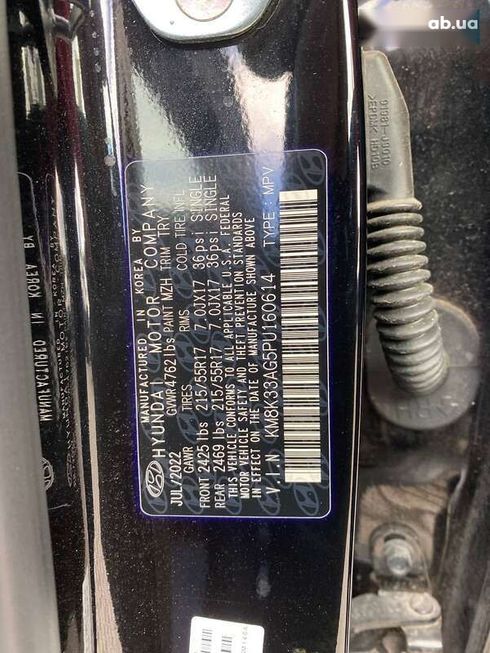 ab.ua
MANUFACTURED IN KOREA BY
HYUNDAI MOTOR COMPANY
JUL/2022 GVWR 4762 lbs PAINT MZH TRIM TRY
GAWR TIRES RIMS COLD TIRE INFL
FRONT 2425 lbs 215/55R17 7.0JX17 36psi SINGLE
REAR 2469 lbs 215/55R17 7.0JX17 36psi SINGLE
THIS VEHICLE CONFORMS TO ALL APPLICABLE U.S.A. FEDERAL
MOTOR VEHICLE SAFETY AND THEFT PREVENTION STANDARDS
IN EFFECT ON THE DATE OF MANUFACTURE SHOWN ABOVE.
V.I.N : KM8K33AG5PU160614 TYPE : MPV